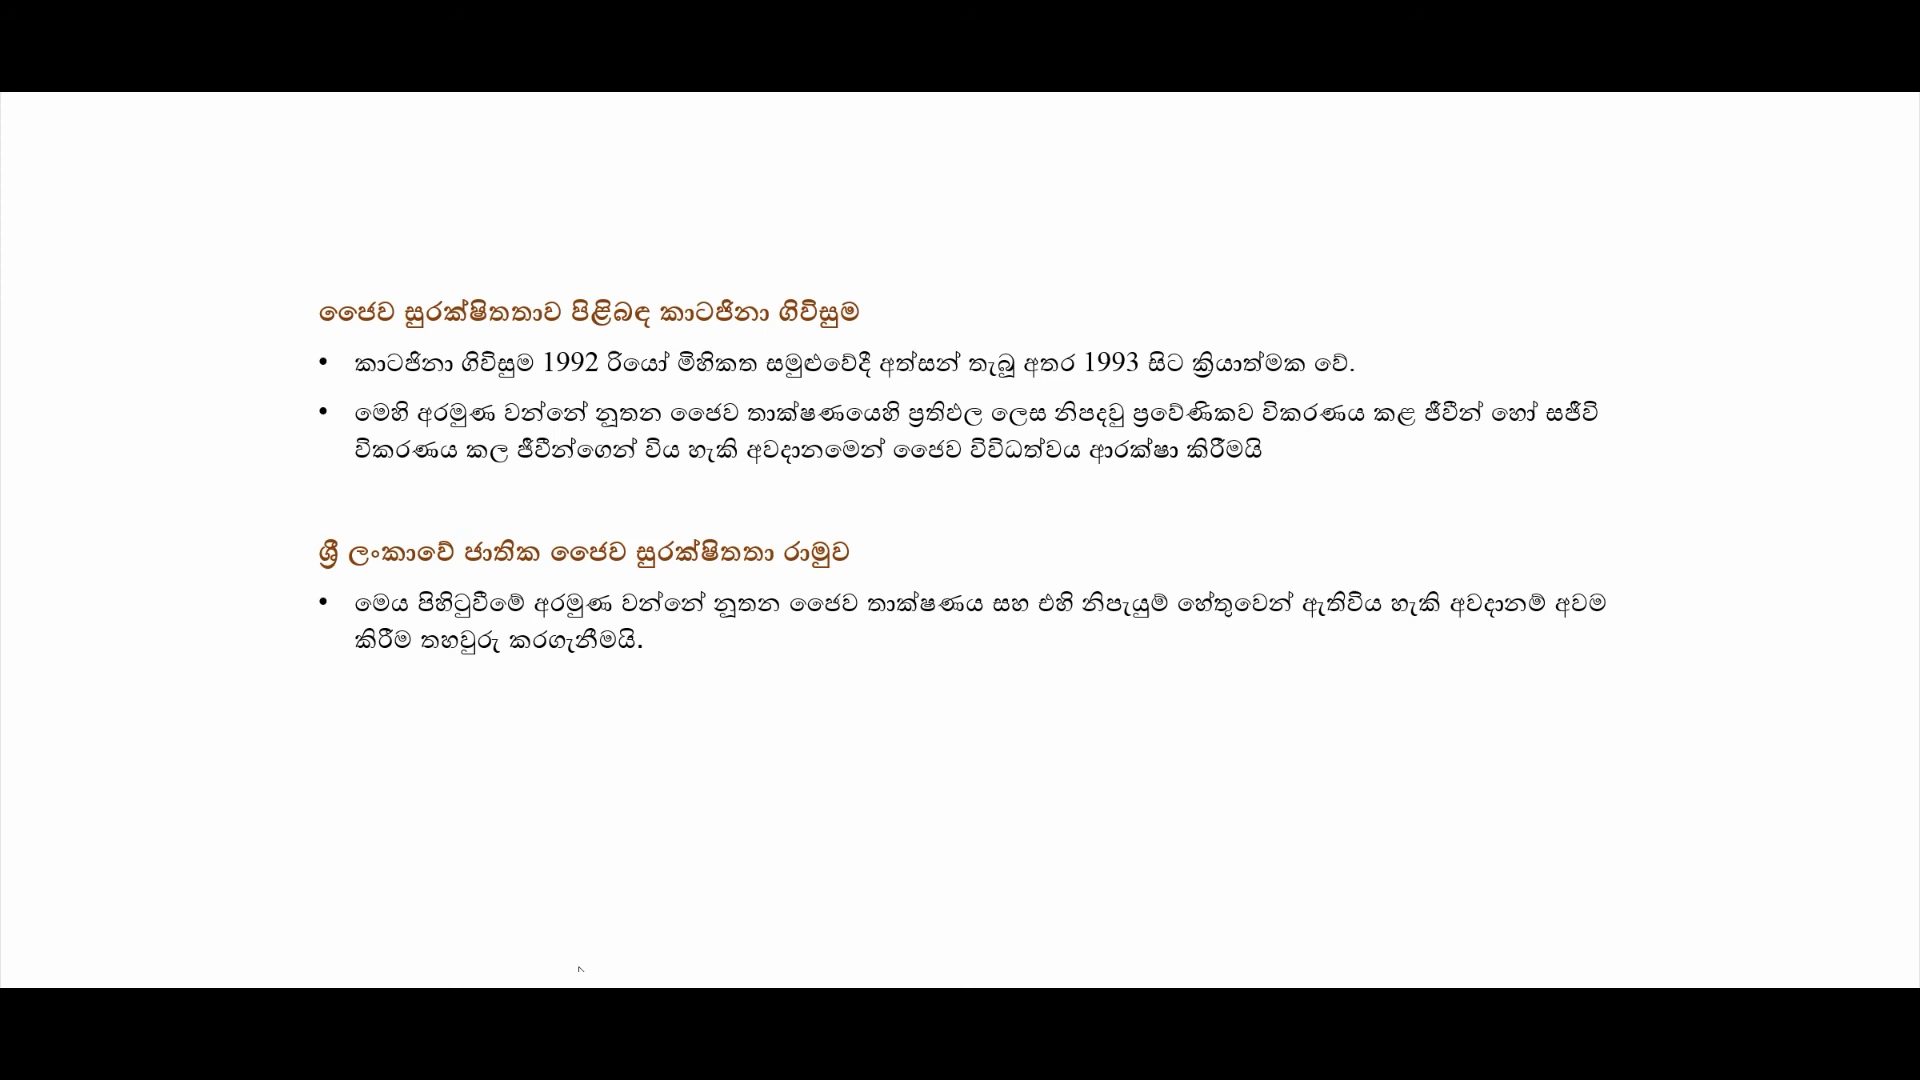 ජෛව සුරක්ෂිතතාව පිළිබඳ කාටජිනා ගිවිසුම
• කාටජිනා ගිවිසුම 1992 රියෝ මිහිකත සමුළුවේදී අත්සන් තැබූ අතර 1993 සිට ක්‍රියාත්මක වේ.
• මෙහි අරමුණ වන්නේ නූතන ජෛව තාක්ෂණයෙහි ප්‍රතිඵල ලෙස නිපදවු ප්‍රවේණිකව විකරණය කළ ජීවීන් හෝ සජීවි
විකරණය කල ජීවීන්ගෙන් විය හැකි අවදානමෙන් ජෛව විවිධත්වය ආරක්ෂා කිරීමයි
ශ්‍රී ලංකාවේ ජාතික ජෛව සුරක්ෂිතතා රාමුව
• මෙය පිහිටුවීමේ අරමුණ වන්නේ නූතන ජෛව තාක්ෂණය සහ එහි නිපැයුම් හේතුවෙන් ඇතිවිය හැකි අවදානම් අවම
කිරීම තහවුරු කරගැනීමයි.